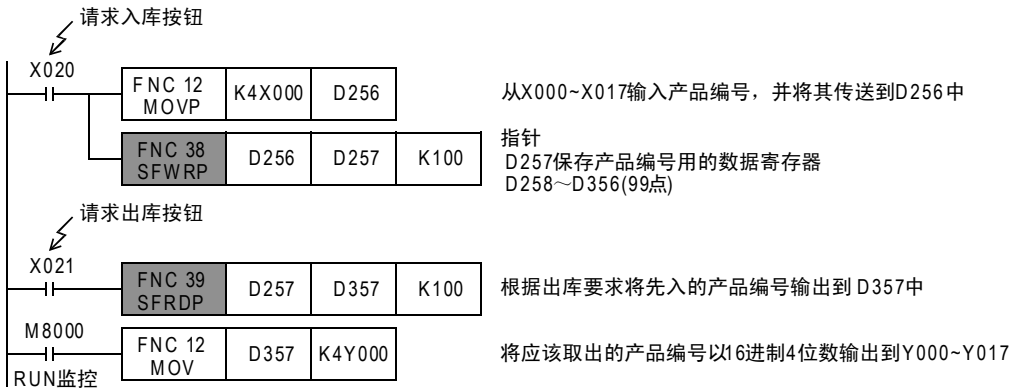 请求入库按钮
X020
FNC 12 MOVP K4X000 D256 从X000~X017输入产品编号，并将其传送到D256中
FNC 38 SFWRP D256 D257 K100 指针
D257保存产品编号用的数据寄存器
D258～D356(99点)
请求出库按钮
X021
FNC 39 SFRDP D257 D357 K100 根据出库要求将先入的产品编号输出到 D357中
M8000
FNC 12 MOV D357 K4Y000 将应该取出的产品编号以16进制4位数输出到Y000~Y017
RUN监控